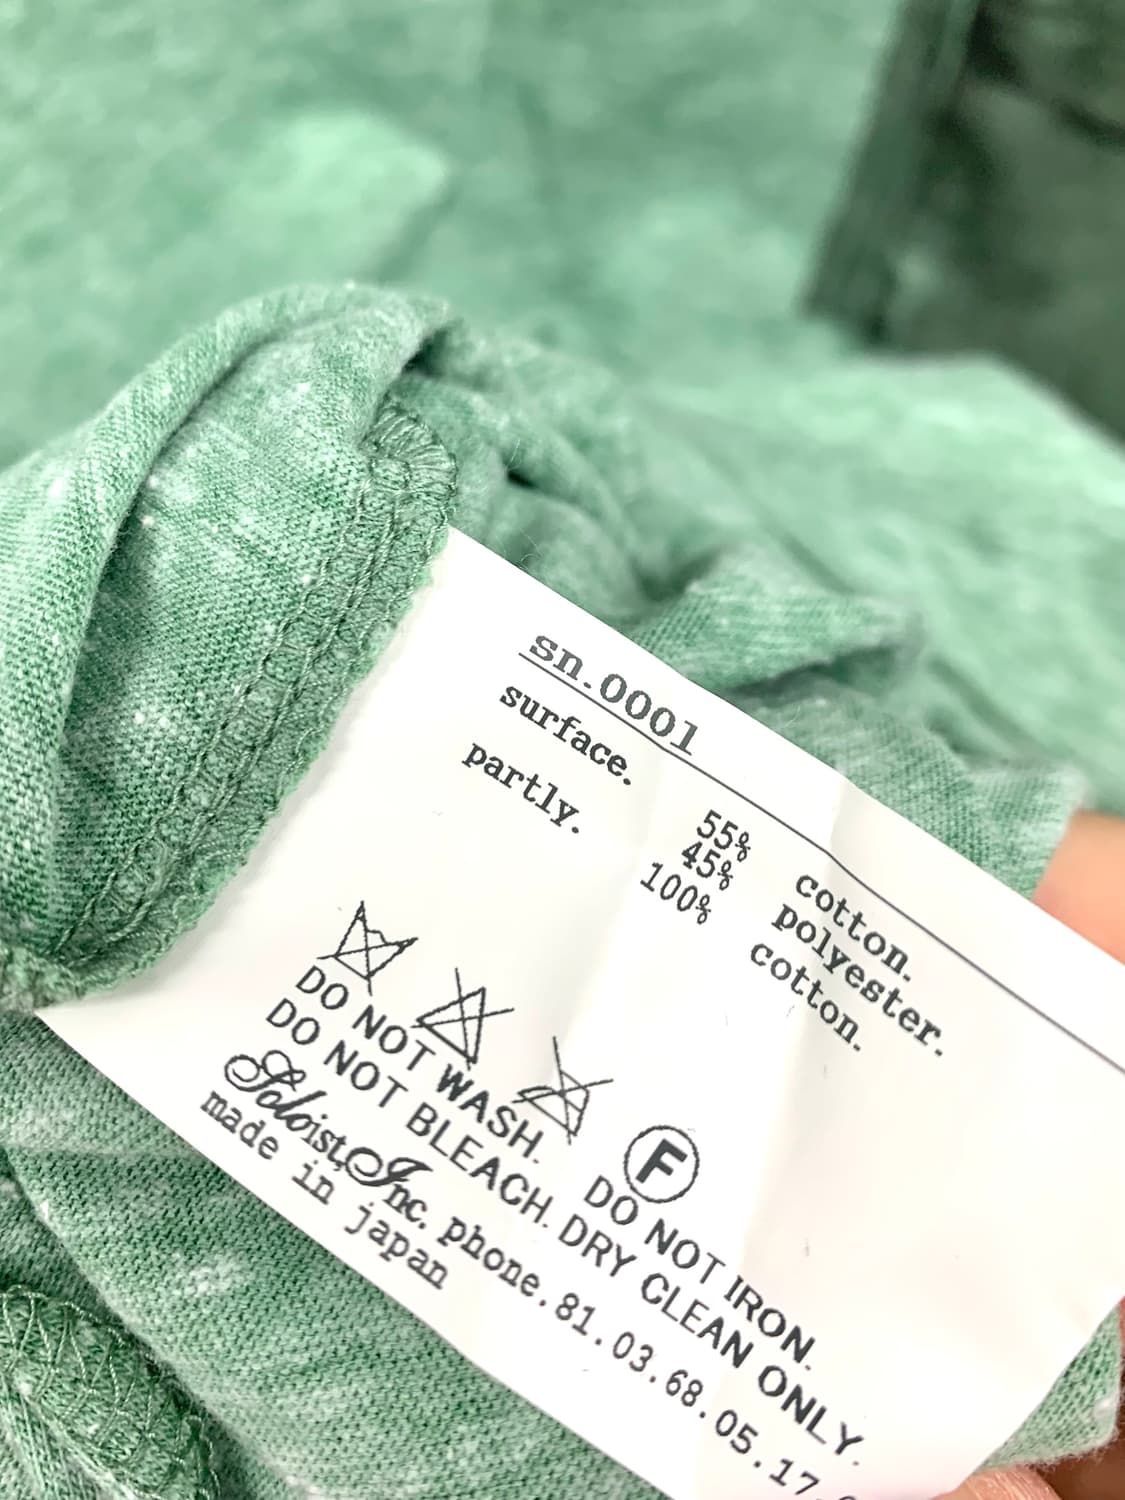 sn.0001
surface. 55% cotton.
45% polyester.
partly. 100% cotton.
F
DO NOT WASH. DO NOT IRON.
DO NOT BLEACH. DRY CLEAN ONLY.
Soloist, Inc. phone.81.03.68.05.17.
made in japan